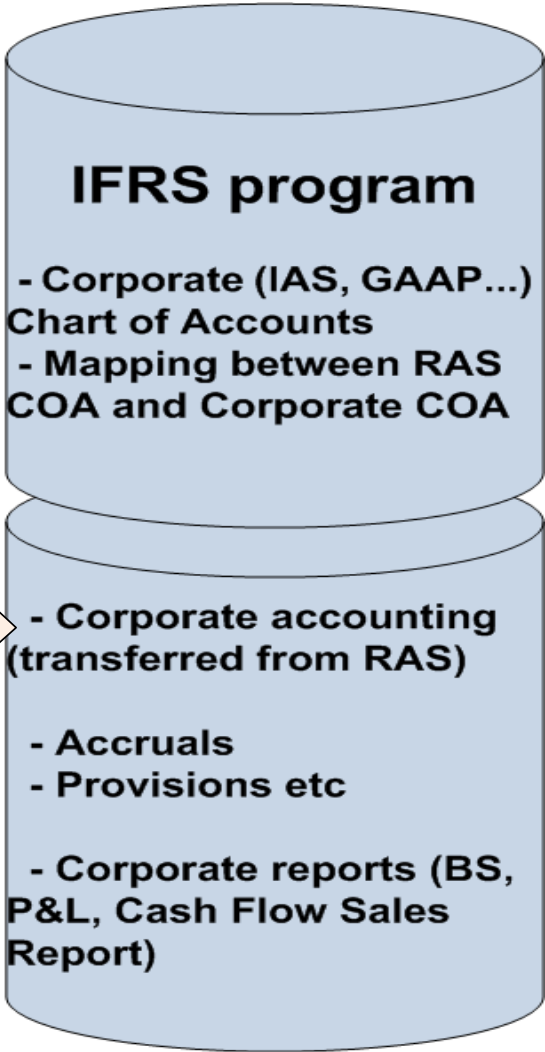 IFRS program
- Corporate (IAS, GAAP...)
Chart of Accounts
- Mapping between RAS
COA and Corporate COA
- Corporate accounting
(transferred from RAS)
- Accruals
- Provisions etc
- Corporate reports (BS,
P&L, Cash Flow Sales
Report)